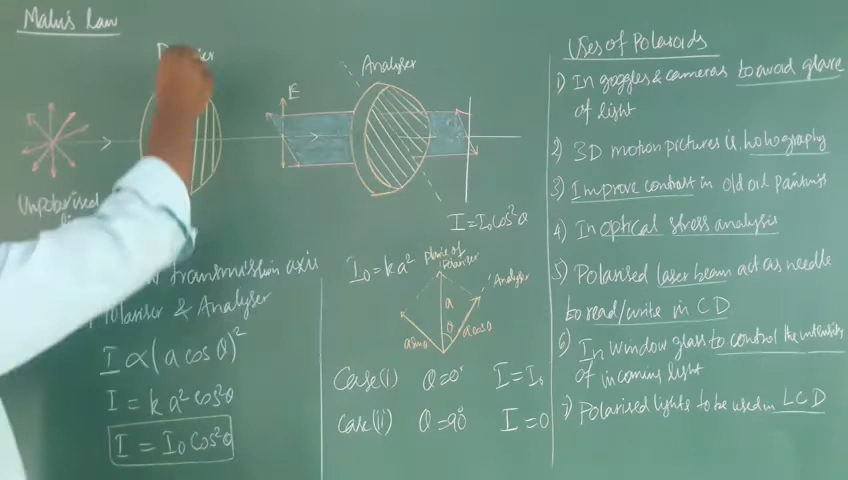 Malus Law
Analyser
E
Unpolarised
I = I₀cos²a
transmission axis
Polariser & Analyser
I ∝ (a cos θ)²
I = ka² cos²θ
I = I₀ cos²θ
I₀ = ka²
plane of
Polariser
Analyser
a
θ
a sinθ
a cosθ
Case(i) θ=0° I=I₀
Case(ii) θ=90° I=0
Uses of Polaroids
1) In goggles & cameras to avoid glare
of light
2) 3D motion pictures i.e. holography
3) Improve contrast in old oil paintings
4) In optical stress analysis
5) Polarised laser beam act as needle
to read/write in CD
6) In window glass to control the intensity
of incoming light
7) Polarised lights to be used in LCD